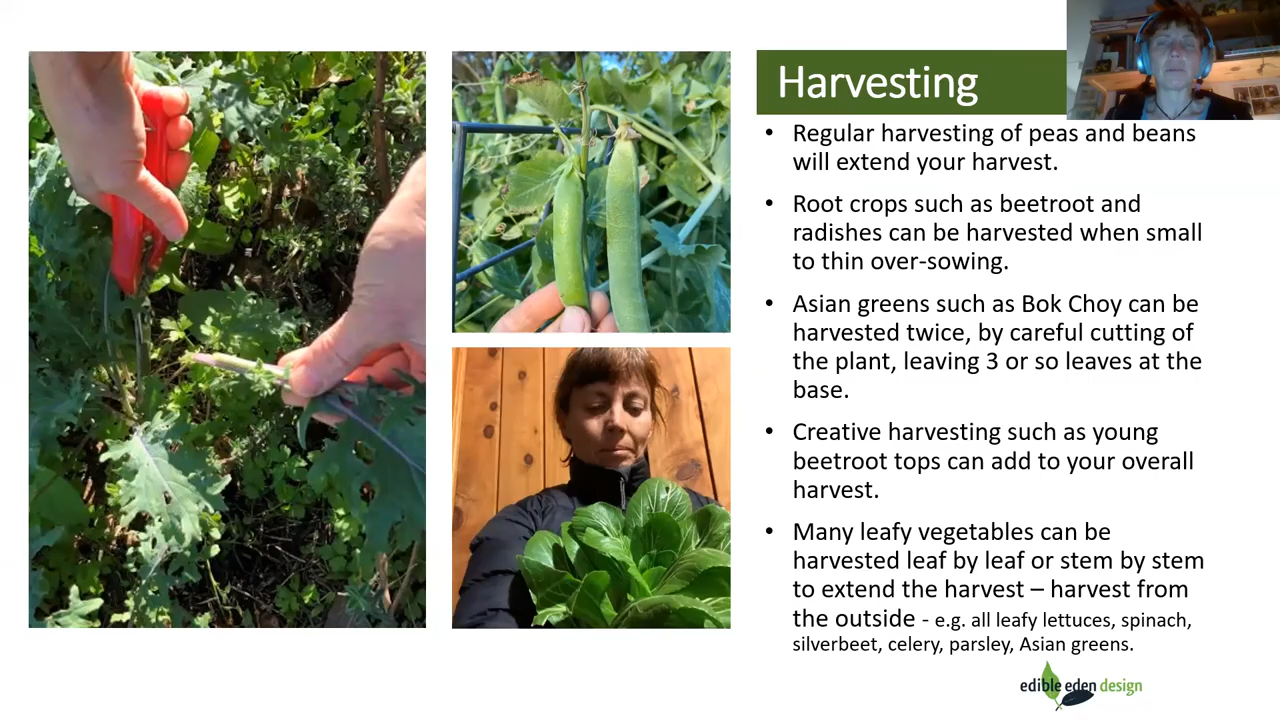 Harvesting
• Regular harvesting of peas and beans
will extend your harvest.
• Root crops such as beetroot and
radishes can be harvested when small
to thin over-sowing.
• Asian greens such as Bok Choy can be
harvested twice, by careful cutting of
the plant, leaving 3 or so leaves at the
base.
• Creative harvesting such as young
beetroot tops can add to your overall
harvest.
• Many leafy vegetables can be
harvested leaf by leaf or stem by stem
to extend the harvest – harvest from
the outside - e.g. all leafy lettuces, spinach,
silverbeet, celery, parsley, Asian greens.
edible eden design